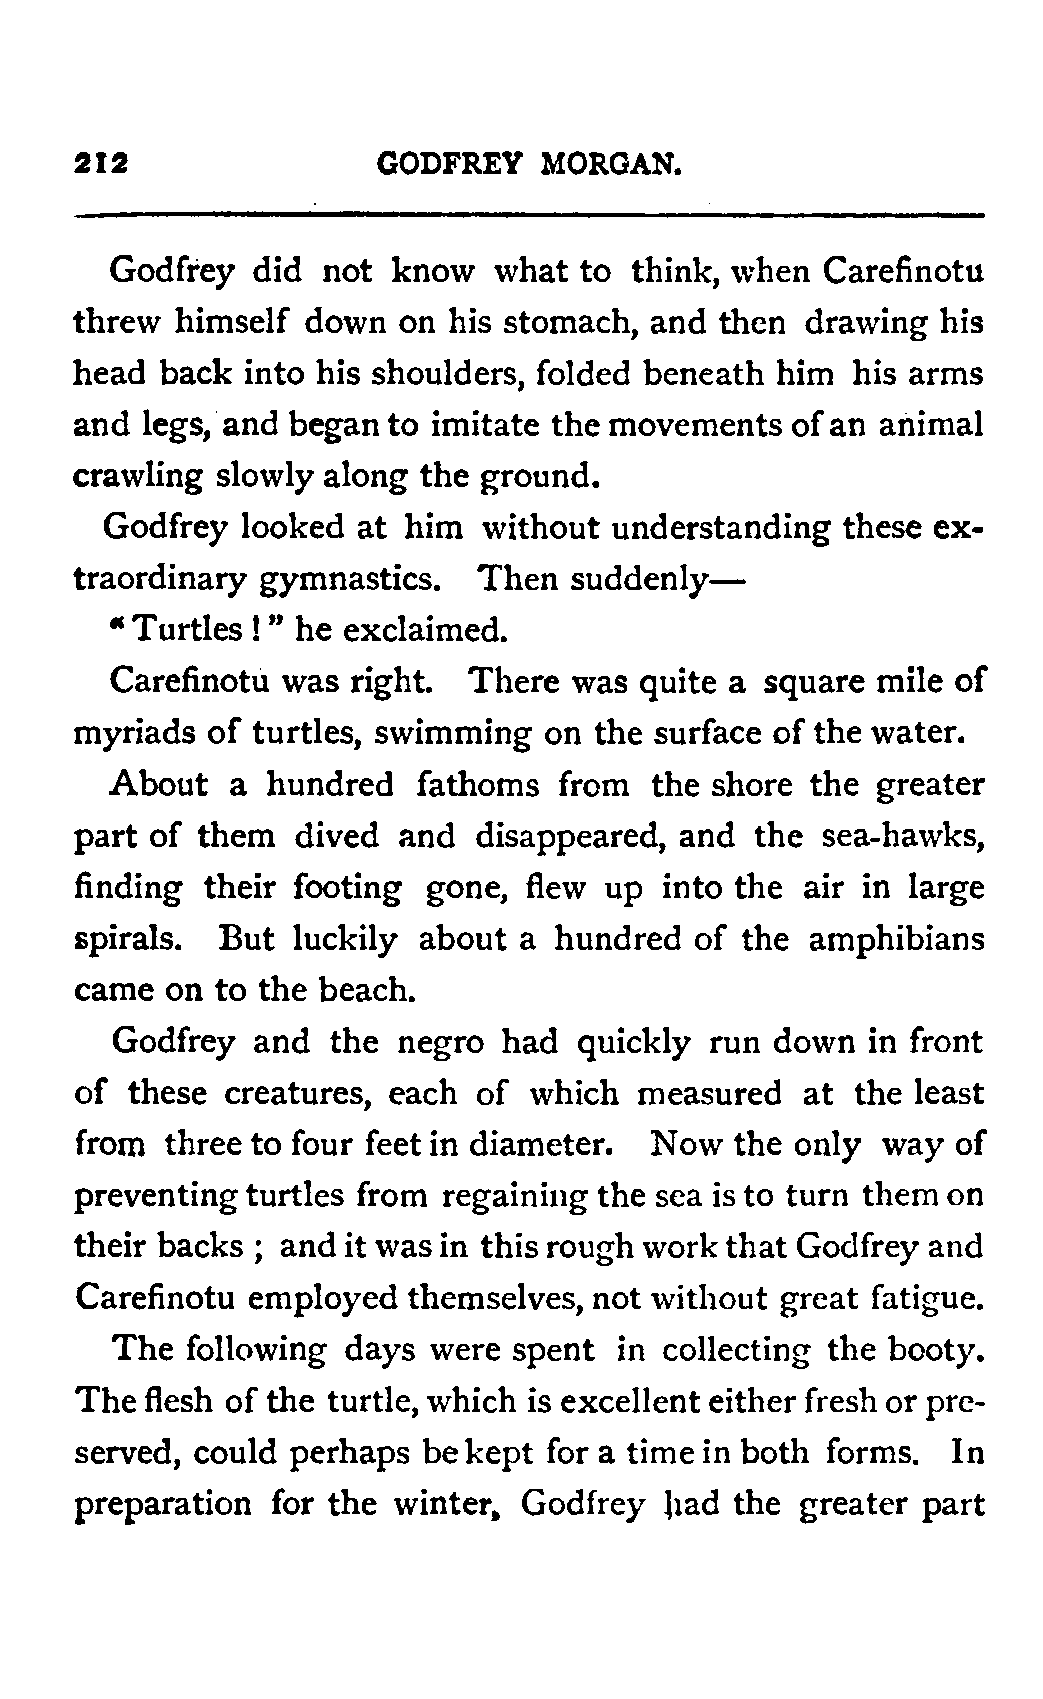 212 GODFREY MORGAN.
Godfrey did not know what to think, when Carefinotu
threw himself down on his stomach, and then drawing his
head back into his shoulders, folded beneath him his arms
and legs, and began to imitate the movements of an animal
crawling slowly along the ground.
Godfrey looked at him without understanding these ex-
traordinary gymnastics. Then suddenly—
"Turtles!" he exclaimed.
Carefinotu was right. There was quite a square mile of
myriads of turtles, swimming on the surface of the water.
About a hundred fathoms from the shore the greater
part of them dived and disappeared, and the sea-hawks,
finding their footing gone, flew up into the air in large
spirals. But luckily about a hundred of the amphibians
came on to the beach.
Godfrey and the negro had quickly run down in front
of these creatures, each of which measured at the least
from three to four feet in diameter. Now the only way of
preventing turtles from regaining the sea is to turn them on
their backs; and it was in this rough work that Godfrey and
Carefinotu employed themselves, not without great fatigue.
The following days were spent in collecting the booty.
The flesh of the turtle, which is excellent either fresh or pre-
served, could perhaps be kept for a time in both forms. In
preparation for the winter, Godfrey had the greater part